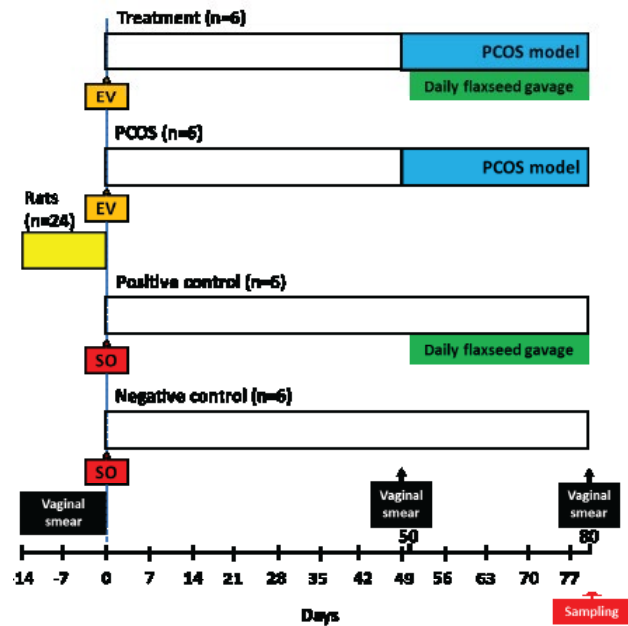 Treatment (n=6)
PCOS model
Daily flaxseed gavage
EV
PCOS (n=6)
PCOS model
EV
Rats
(n=24)
Positive control (n=6)
Daily flaxseed gavage
SO
Negative control (n=6)
SO
Vaginal
smear
Vaginal
smear
Vaginal
smear
50
80
-14 -7 0 7 14 21 28 35 42 49 56 63 70 77
Days
Sampling